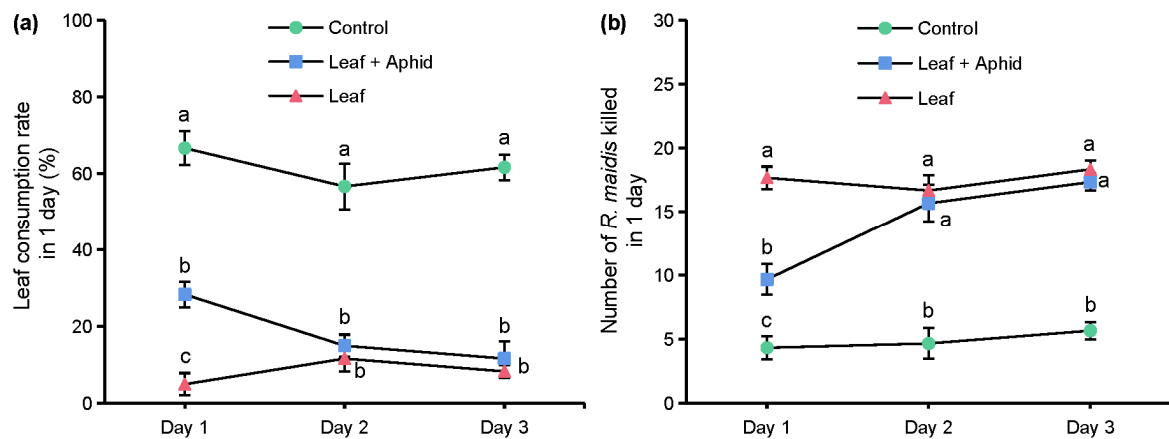 (a)
Leaf consumption rate
in 1 day (%)
100
80
60
40
20
0
Control
Leaf + Aphid
Leaf
a
a
a
b
b
b
c
b
b
Day 1
Day 2
Day 3
(b)
Number of R. maidis killed
in 1 day
30
25
20
15
10
5
0
Control
Leaf + Aphid
Leaf
a
a
a
b
a
a
c
b
b
Day 1
Day 2
Day 3